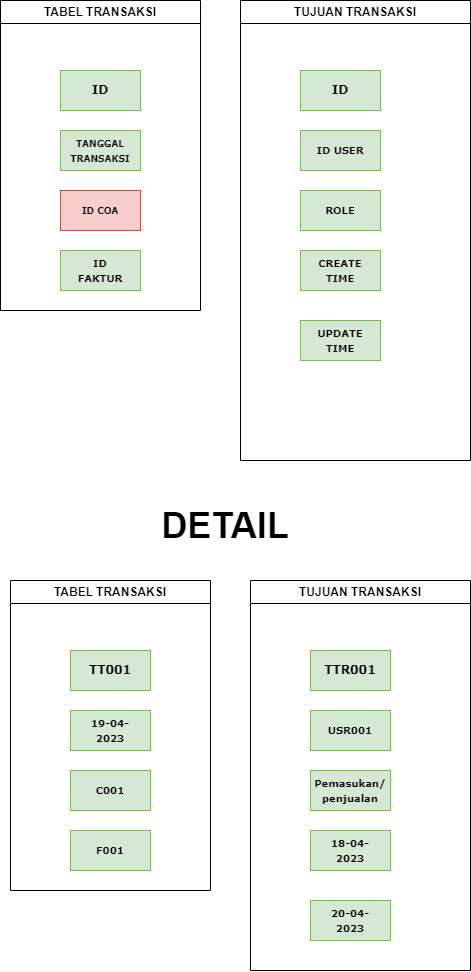 TABEL TRANSAKSI
ID
TANGGAL
TRANSAKSI
ID COA
ID
FAKTUR
TUJUAN TRANSAKSI
ID
ID USER
ROLE
CREATE
TIME
UPDATE
TIME
DETAIL
TABEL TRANSAKSI
TT001
19-04-
2023
C001
F001
TUJUAN TRANSAKSI
TTR001
USR001
Pemasukan/
penjualan
18-04-
2023
20-04-
2023